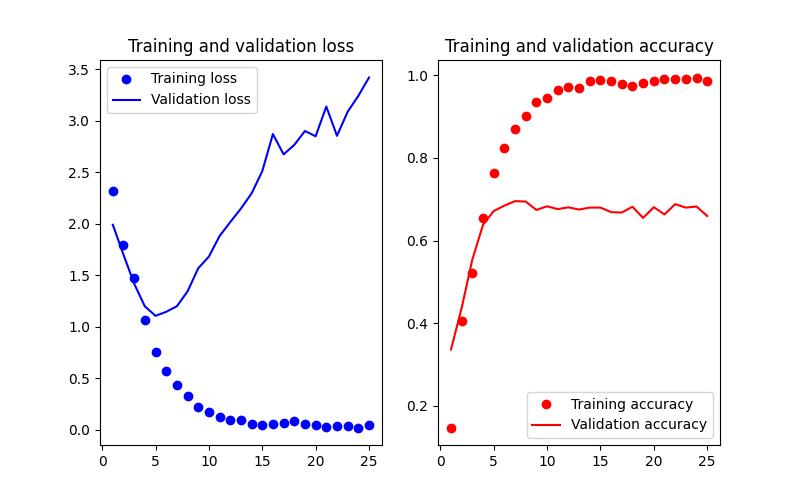 Training and validation loss
3.5
3.0
2.5
2.0
1.5
1.0
0.5
0.0
Training loss
Validation loss
0 5 10 15 20 25
Training and validation accuracy
1.0
0.8
0.6
0.4
0.2
Training accuracy
Validation accuracy
0 5 10 15 20 25